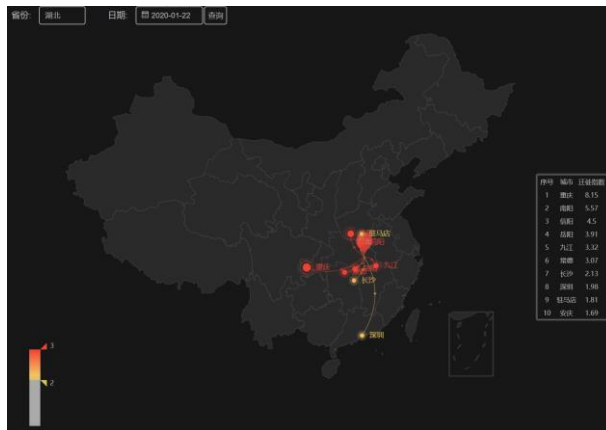 省份: 湖北 日期: 2020-01-22 查询
序号 城市 迁徙指数
1 重庆 8.15
2 南阳 5.57
3 信阳 4.5
4 岳阳 3.91
5 九江 3.32
6 常德 3.07
7 长沙 2.13
8 深圳 1.98
9 驻马店 1.81
10 安庆 1.69
驻马店
重庆
九江
长沙
深圳
3
2